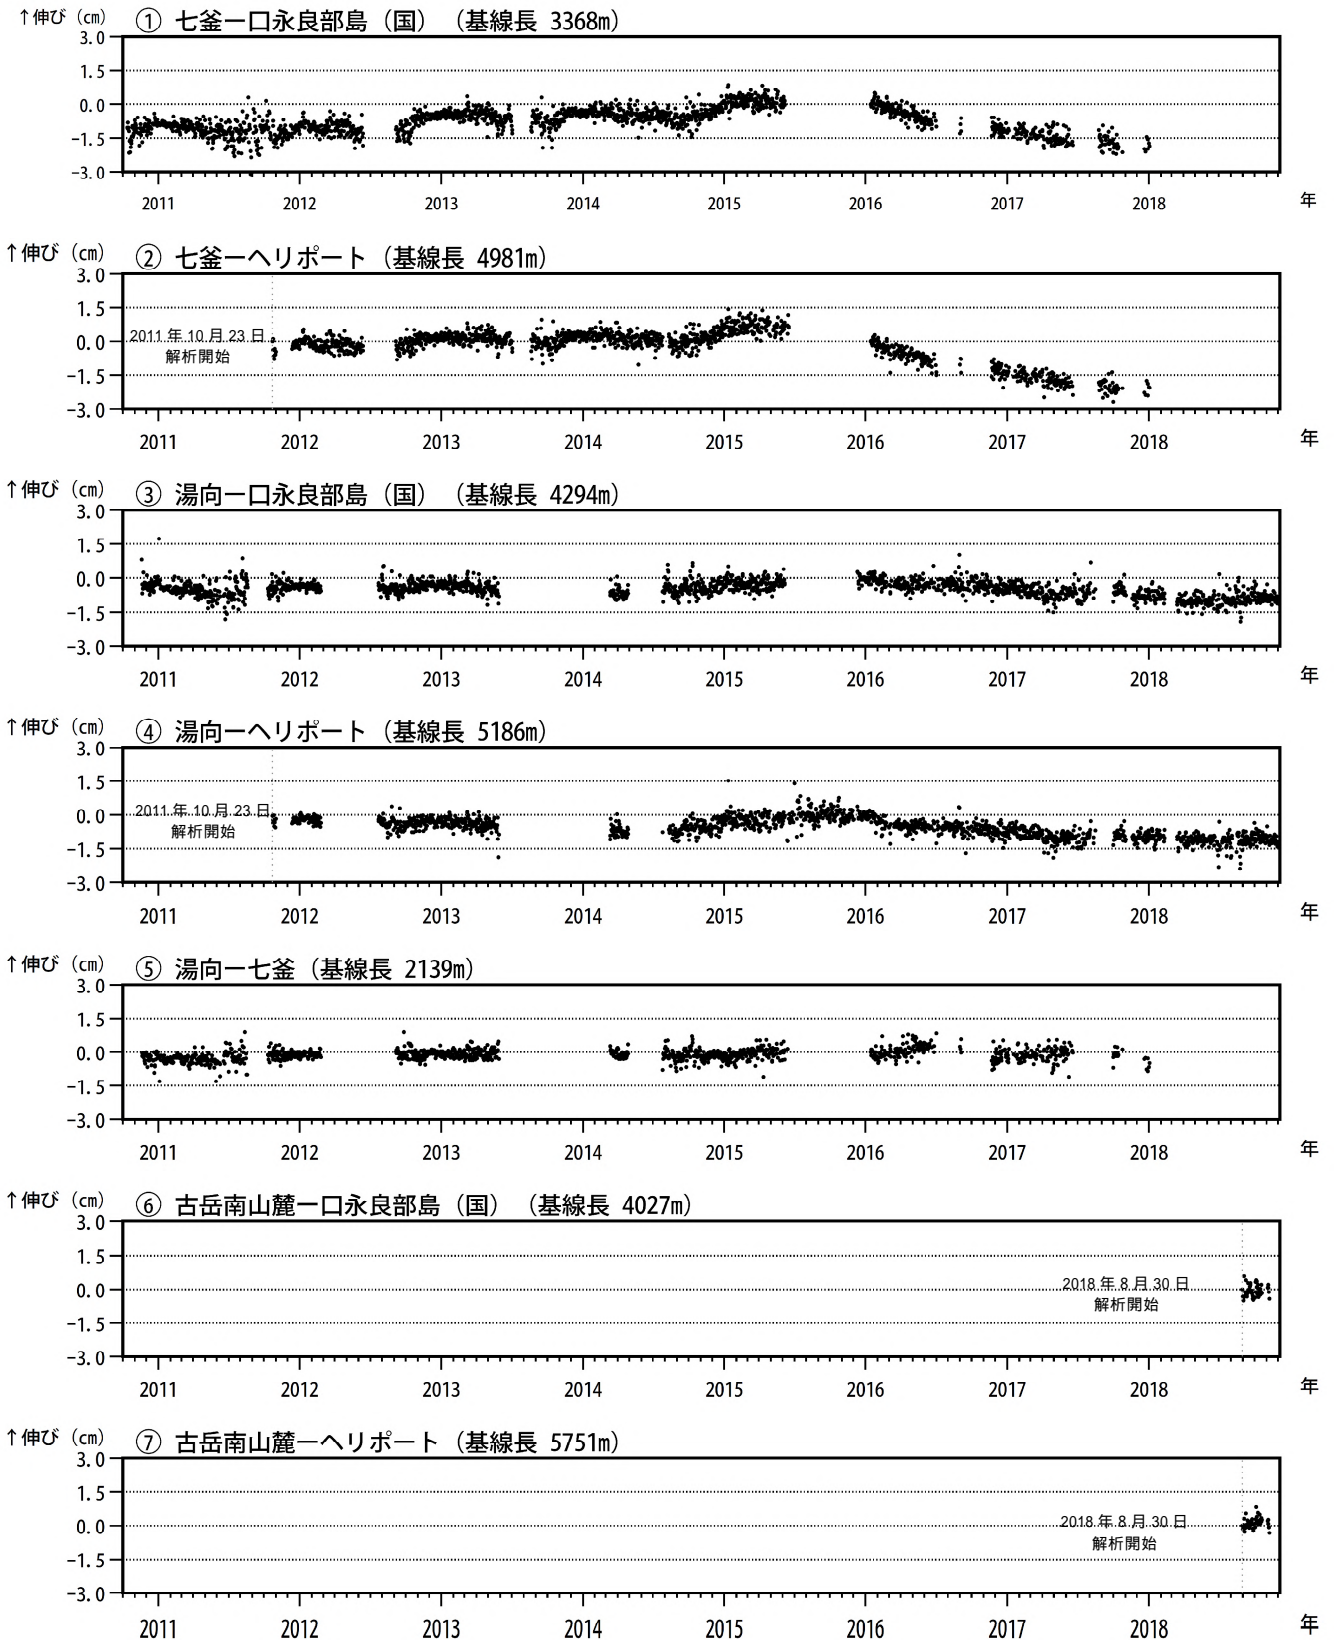 ↑伸び（cm） ① 七釜ー口永良部島（国）（基線長 3368m）
3.0
1.5
0.0
−1.5
−3.0
2011 2012 2013 2014 2015 2016 2017 2018 年
↑伸び（cm） ② 七釜ーヘリポート（基線長 4981m）
3.0
1.5
2011 年 10 月 23 日
0.0
解析開始
−1.5
−3.0
2011 2012 2013 2014 2015 2016 2017 2018 年
↑伸び（cm） ③ 湯向ー口永良部島（国）（基線長 4294m）
3.0
1.5
0.0
−1.5
−3.0
2011 2012 2013 2014 2015 2016 2017 2018 年
↑伸び（cm） ④ 湯向ーヘリポート（基線長 5186m）
3.0
1.5
2011 年 10 月 23 日
0.0
解析開始
−1.5
−3.0
2011 2012 2013 2014 2015 2016 2017 2018 年
↑伸び（cm） ⑤ 湯向ー七釜（基線長 2139m）
3.0
1.5
0.0
−1.5
−3.0
2011 2012 2013 2014 2015 2016 2017 2018 年
↑伸び（cm） ⑥ 古岳南山麓ー口永良部島（国）（基線長 4027m）
3.0
1.5
2018 年 8 月 30 日
0.0
解析開始
−1.5
−3.0
2011 2012 2013 2014 2015 2016 2017 2018 年
↑伸び（cm） ⑦ 古岳南山麓―ヘリポ―ト（基線長 5751m）
3.0
1.5
2018 年 8 月 30 日
0.0
解析開始
−1.5
−3.0
2011 2012 2013 2014 2015 2016 2017 2018 年